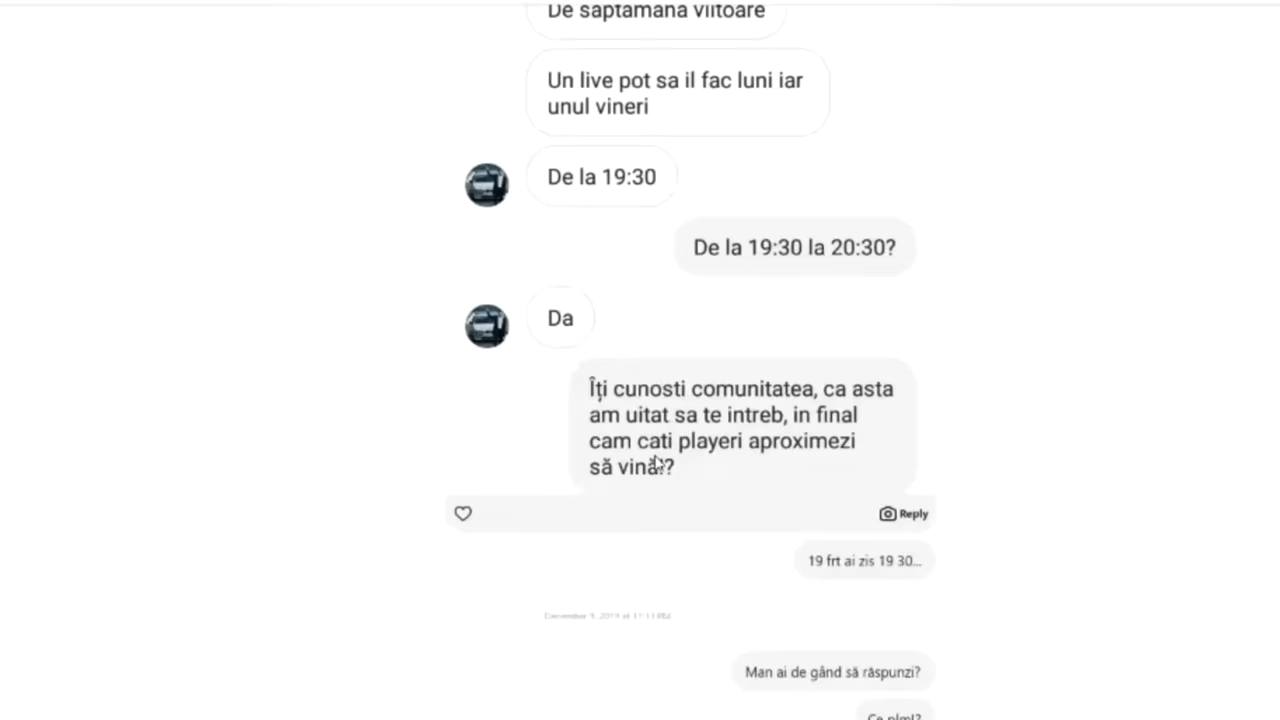 De saptamana viitoare
Un live pot sa il fac luni iar
unul vineri
De la 19:30
De la 19:30 la 20:30?
Da
Îți cunosti comunitatea, ca asta
am uitat sa te intreb, in final
cam cati playeri aproximezi
să vină??
Reply
19 frt ai zis 19 30...
Man ai de gând să răspunzi?